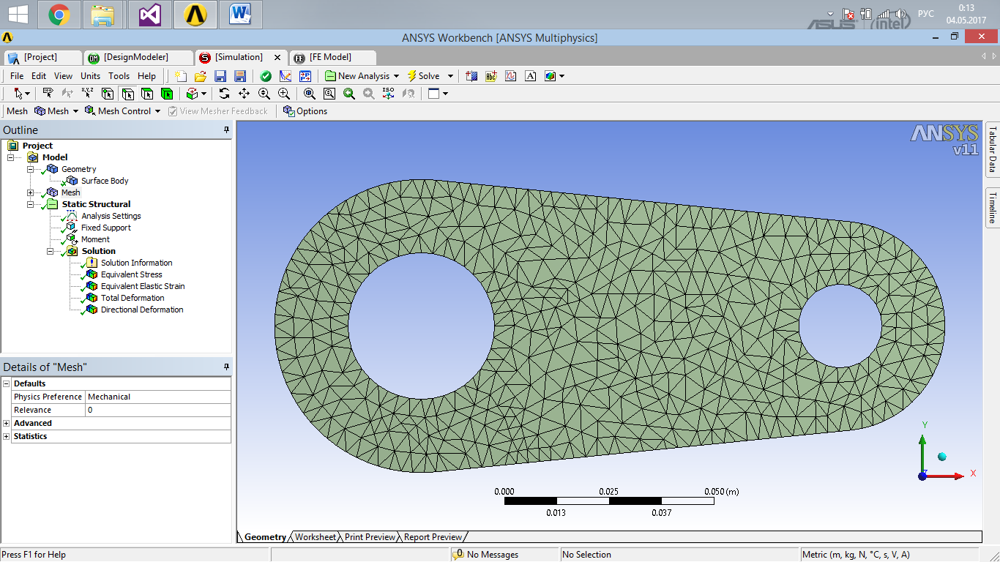 0:13
РУС
04.05.2017
ASUS
intel
ANSYS Workbench [ANSYS Multiphysics]
[Project]
[DesignModeler]
[Simulation]
[FE Model]
File Edit View Units Tools Help
New Analysis
Solve
Mesh
Mesh
Mesh Control
View Mesher Feedback
Options
Outline
Project
Model
Geometry
Surface Body
Mesh
Static Structural
Analysis Settings
Fixed Support
Moment
Solution
Solution Information
Equivalent Stress
Equivalent Elastic Strain
Total Deformation
Directional Deformation
Details of "Mesh"
Defaults
Physics Preference Mechanical
Relevance 0
Advanced
Statistics
ANSYS
v11
Tabular Data
Timeline
Y
Z
X
0.000 0.025 0.050 (m)
0.013 0.037
Geometry Worksheet Print Preview Report Preview
Press F1 for Help
0 No Messages
No Selection
Metric (m, kg, N, °C, s, V, A)